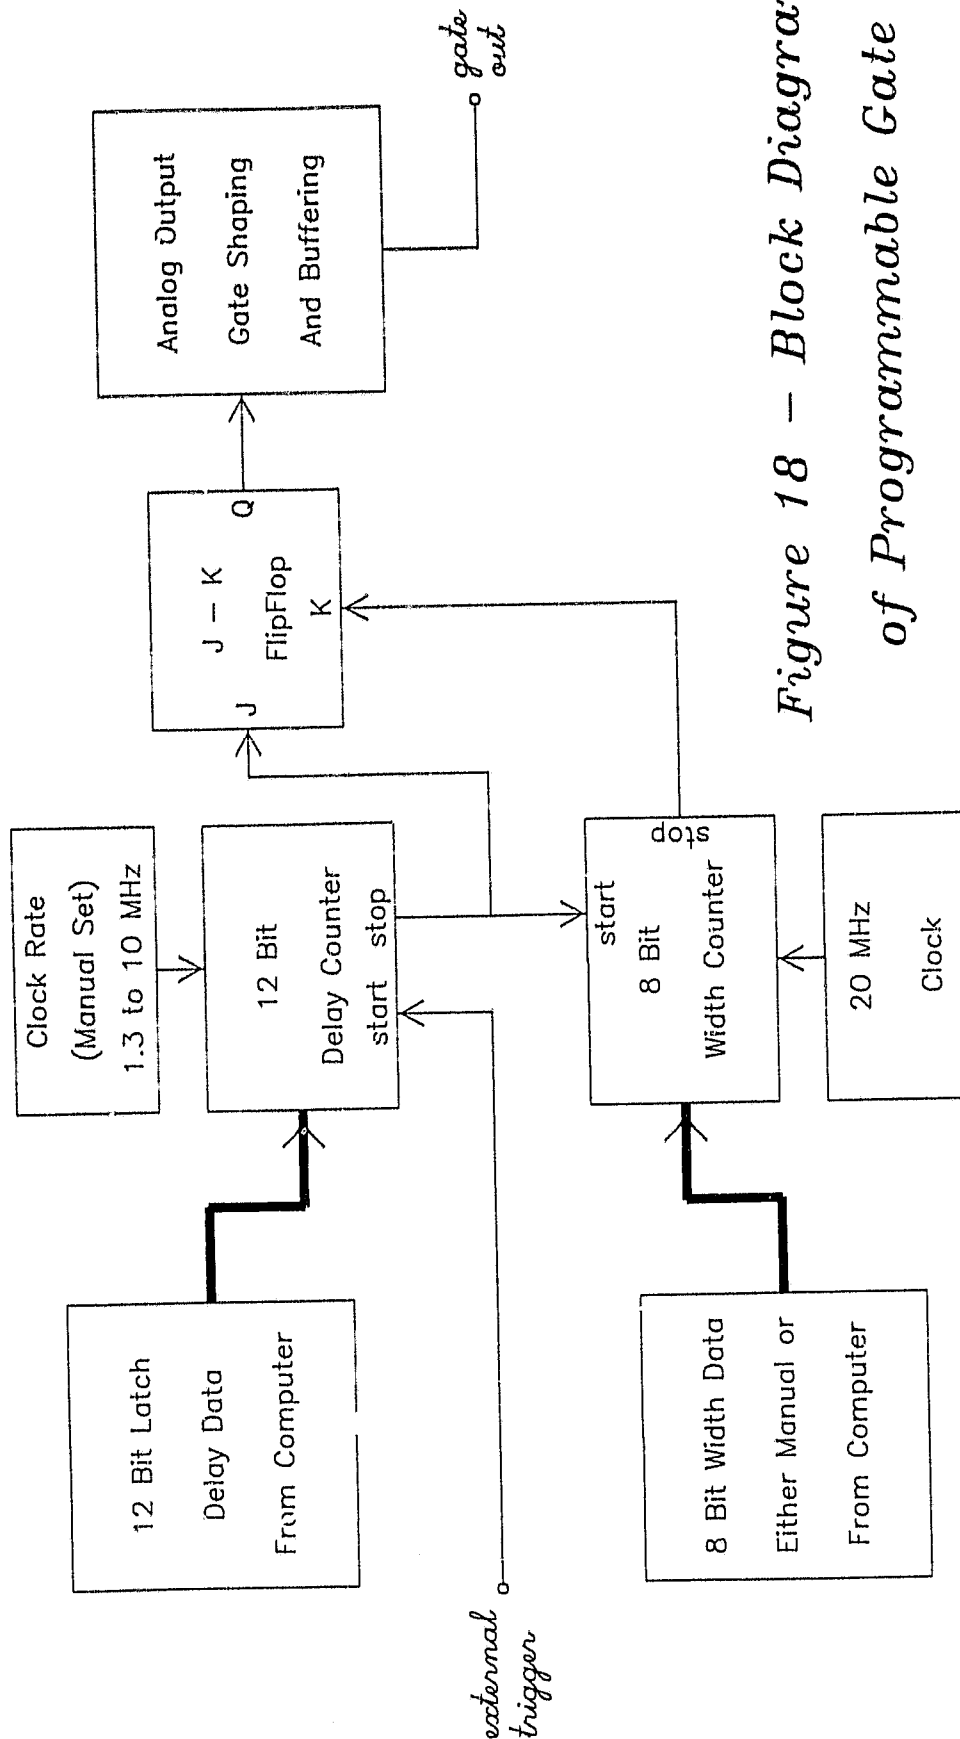 Clock Rate
(Manual Set)
1.3 to 10 MHz
12 Bit Latch
Delay Data
From Computer
12 Bit
Delay Counter
start stop
J - K
FlipFlop
J
K
Q
Analog Output
Gate Shaping
And Buffering
gate
out
external
trigger
start
8 Bit
Width Counter
stop
8 Bit Width Data
Either Manual or
From Computer
20 MHz
Clock
Figure 18 - Block Diagra
of Programmable Gate